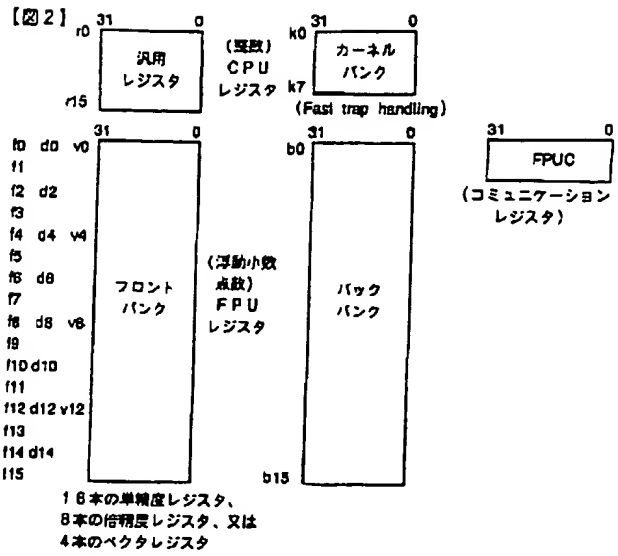 【図2】
31 0
r0
汎用
レジスタ
r15
(整数)
CPU
レジスタ
31 0
k0
カーネル
バンク
k7
(Fast trap handling)
31 0
f0 d0 v0
f1
f2 d2
f3
f4 d4 v4
f5
f6 d6
f7
f8 d8 v8
f9
f10 d10
f11
f12 d12 v12
f13
f14 d14
f15
フロント
バンク
(浮動小数
点数)
FPU
レジスタ
31 0
b0
バック
バンク
b15
31 0
FPUC
(コミュニケーション
レジスタ)
16本の単精度レジスタ、
8本の倍精度レジスタ、又は
4本のベクタレジスタ